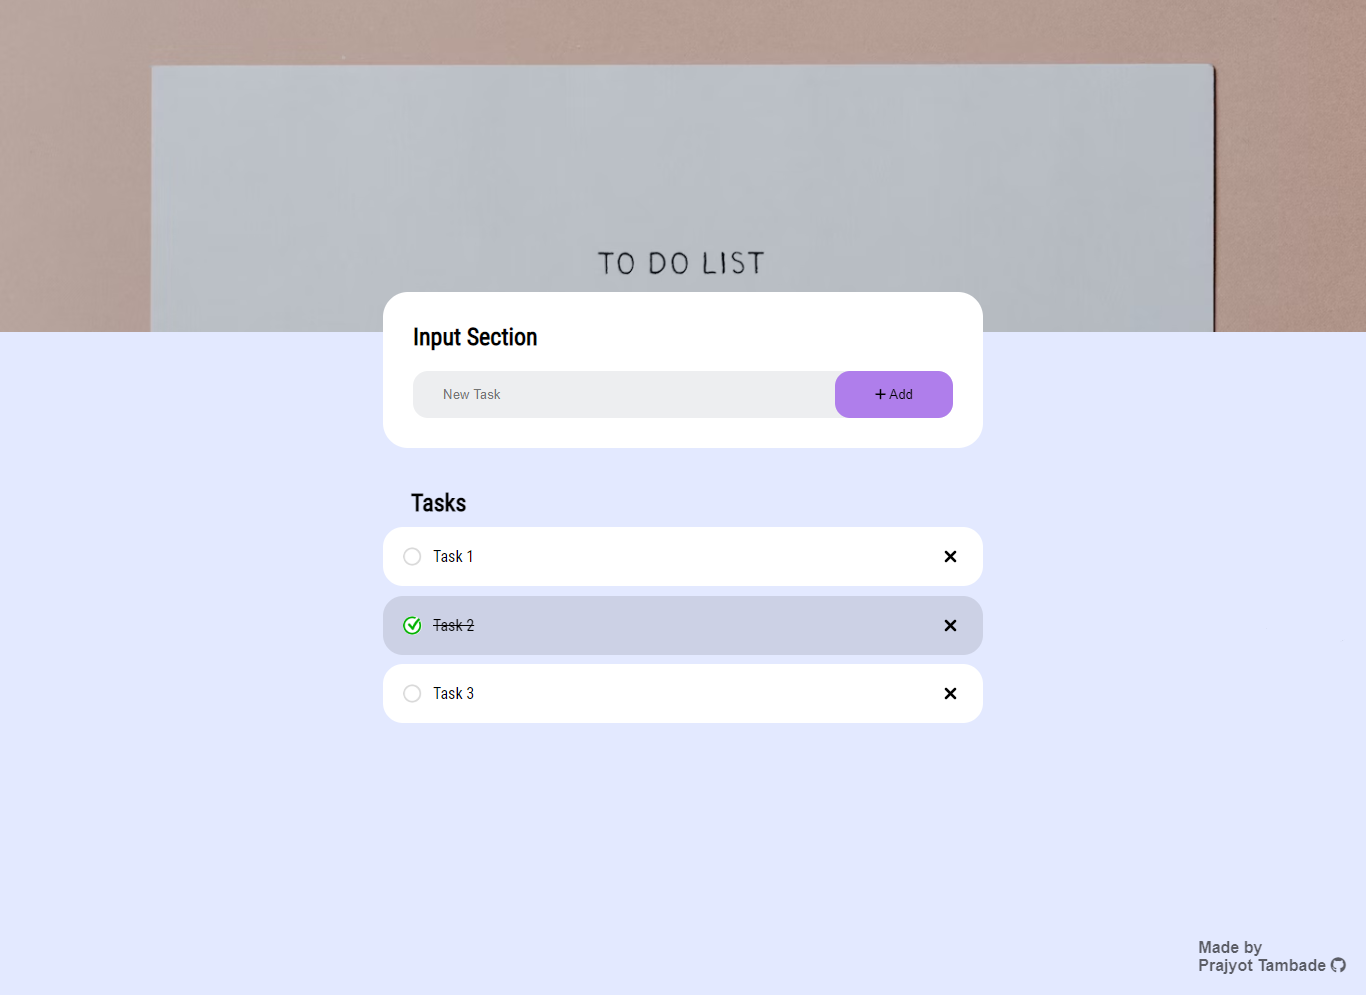 TO DO LIST
Input Section
New Task
+ Add
Tasks
Task 1
Task 2
Task 3
Made by
Prajyot Tambade